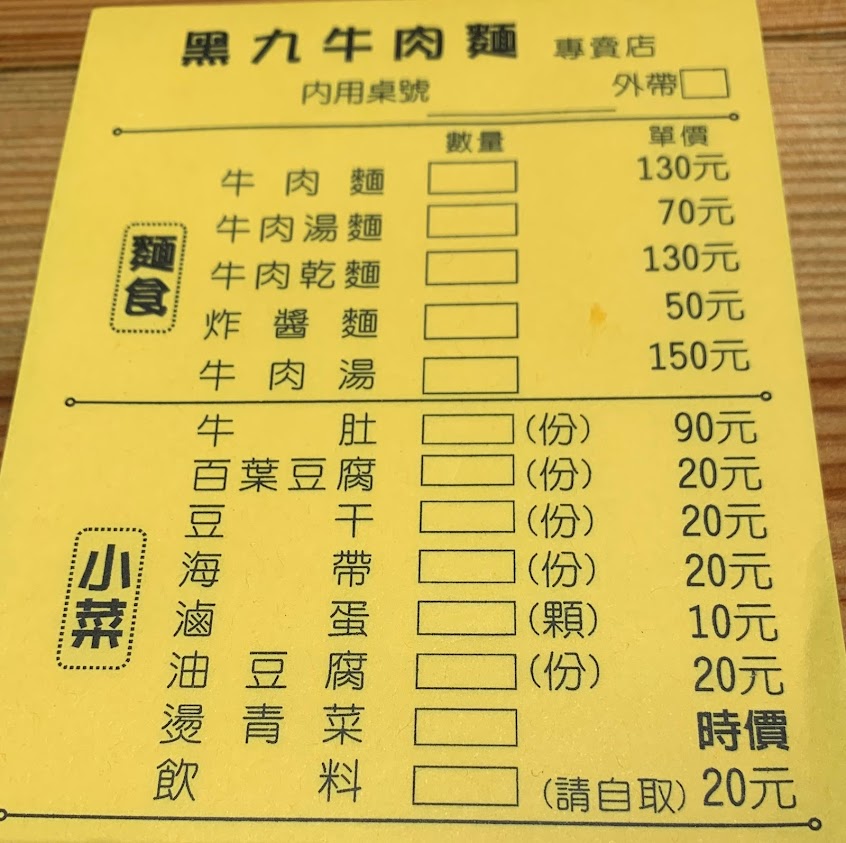 黑九牛肉麵 專賣店
內用桌號 外帶
數量 單價
麵食
牛肉麵 130元
牛肉湯麵 70元
牛肉乾麵 130元
炸醬麵 50元
牛肉湯 150元
小菜
牛肚 (份) 90元
百葉豆腐 (份) 20元
豆干 (份) 20元
海帶 (份) 20元
滷蛋 (顆) 10元
油豆腐 (份) 20元
燙青菜 時價
飲料 (請自取) 20元